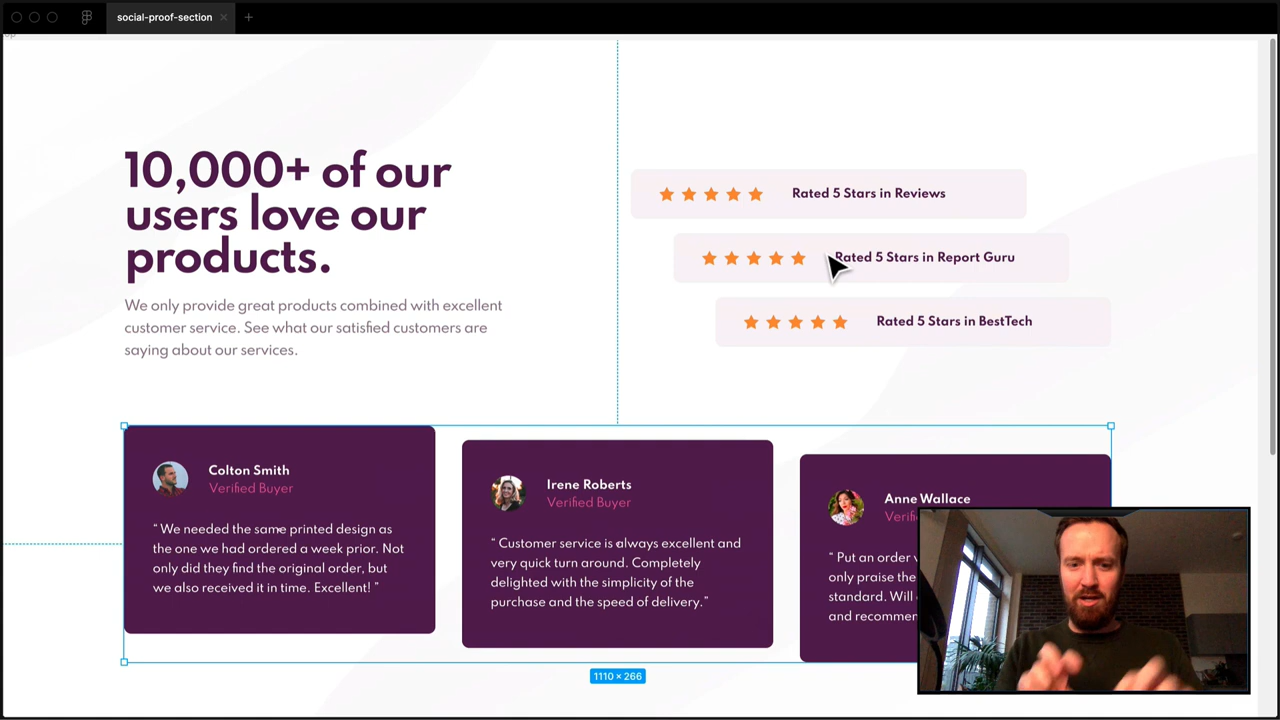 social-proof-section
10,000+ of our
users love our
products.
We only provide great products combined with excellent
customer service. See what our satisfied customers are
saying about our services.
Rated 5 Stars in Reviews
Rated 5 Stars in Report Guru
Rated 5 Stars in BestTech
Colton Smith
Verified Buyer
“ We needed the same printed design as
the one we had ordered a week prior. Not
only did they find the original order, but
we also received it in time. Excellent! ”
Irene Roberts
Verified Buyer
“ Customer service is always excellent and
very quick turn around. Completely
delighted with the simplicity of the
purchase and the speed of delivery.”
Anne Wallace
“ Put an order
only praise the
standard. Will
and
1110 × 266